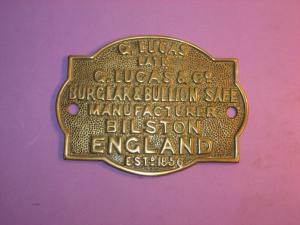 G. LUCAS
LATE
G. LUCAS & Co
BURGLAR & BULLION SAFE
MANUFACTURER
BILSTON
ENGLAND
ESTD 1856